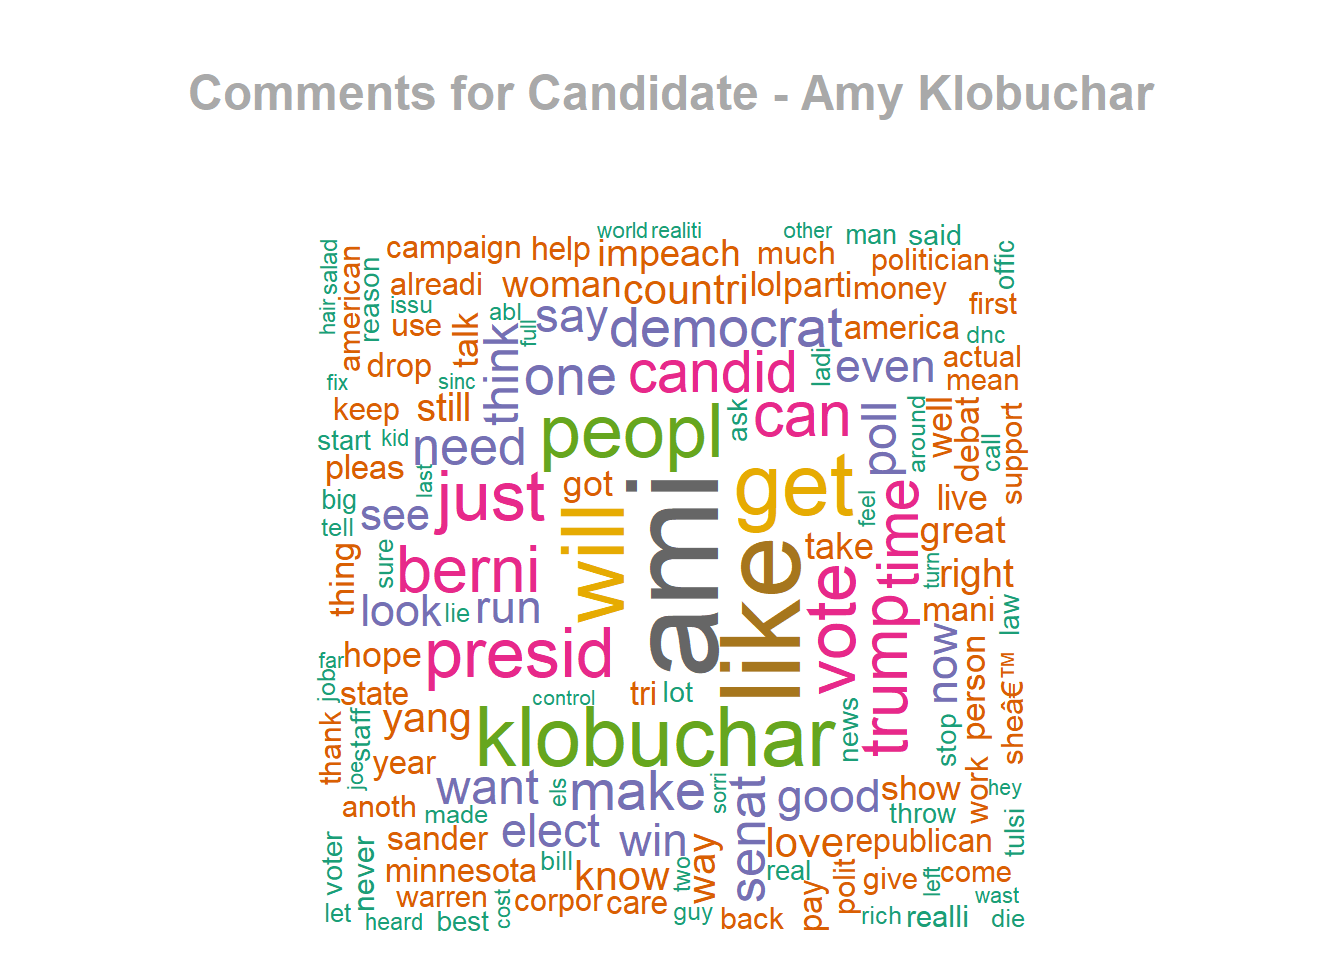 Comments for Candidate - Amy Klobuchar
world realiti other man said
campaign help impeach much politician offic
hair salad american reason alreadi woman countri lol parti money first
issu use talk abl full say democrat america dnc
drop think one candid ladi even actual
fix sinc mean
keep still peopl ask can poll around well debat call support
start kid need
pleas last just got will ami get feel live
big see
tell great
thing sure berni like take time turn right
look lie run vote trump mani law
far hope presid now person sheâ€™
job state control tri lot
thank staff yang klobuchar news stop
joe year want els make sorri senat good show work hey
anoth made throw tulsi
voter never sander elect win love republican
minnesota bill know two way real polit give left come
warren corpor care pay wast
let heard best cost guy back rich realli die